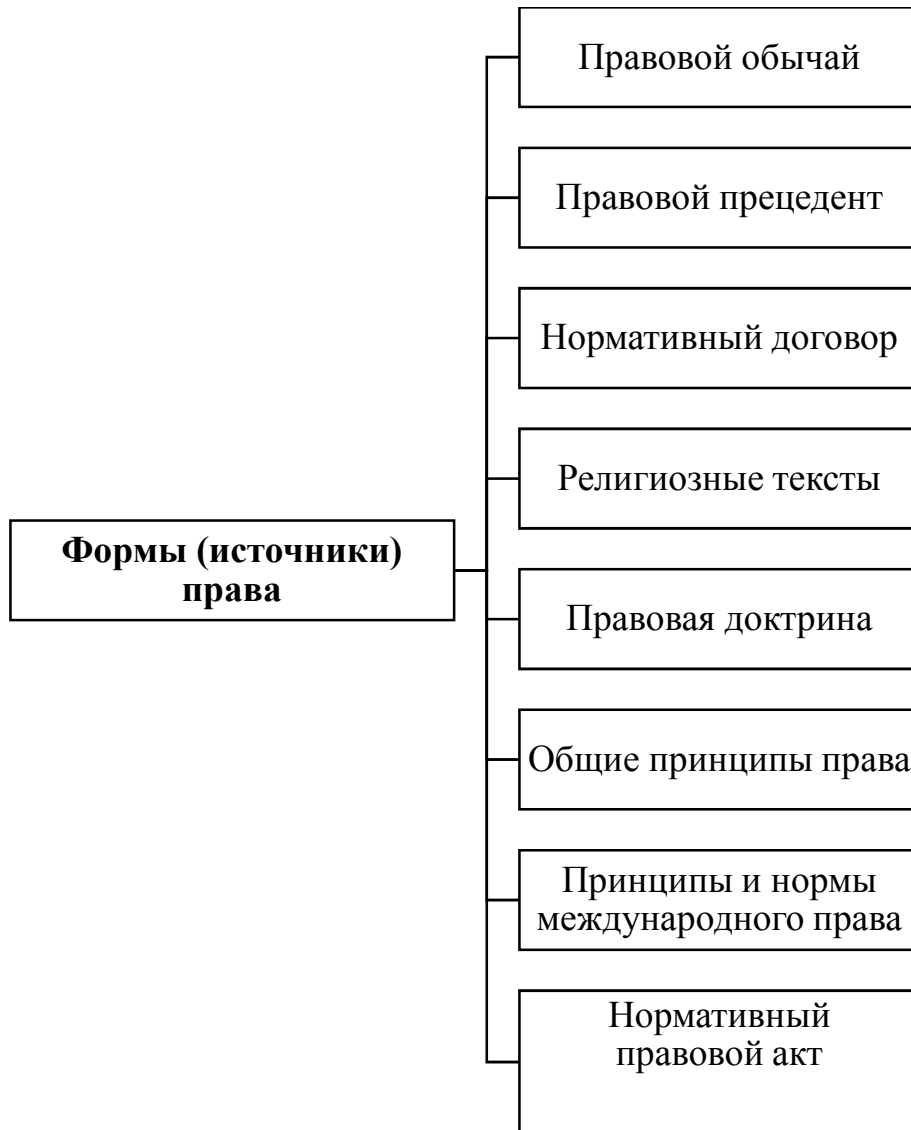 Правовой обычай
Правовой прецедент
Нормативный договор
Религиозные тексты
Формы (источники)
права
Правовая доктрина
Общие принципы права
Принципы и нормы
международного права
Нормативный
правовой акт